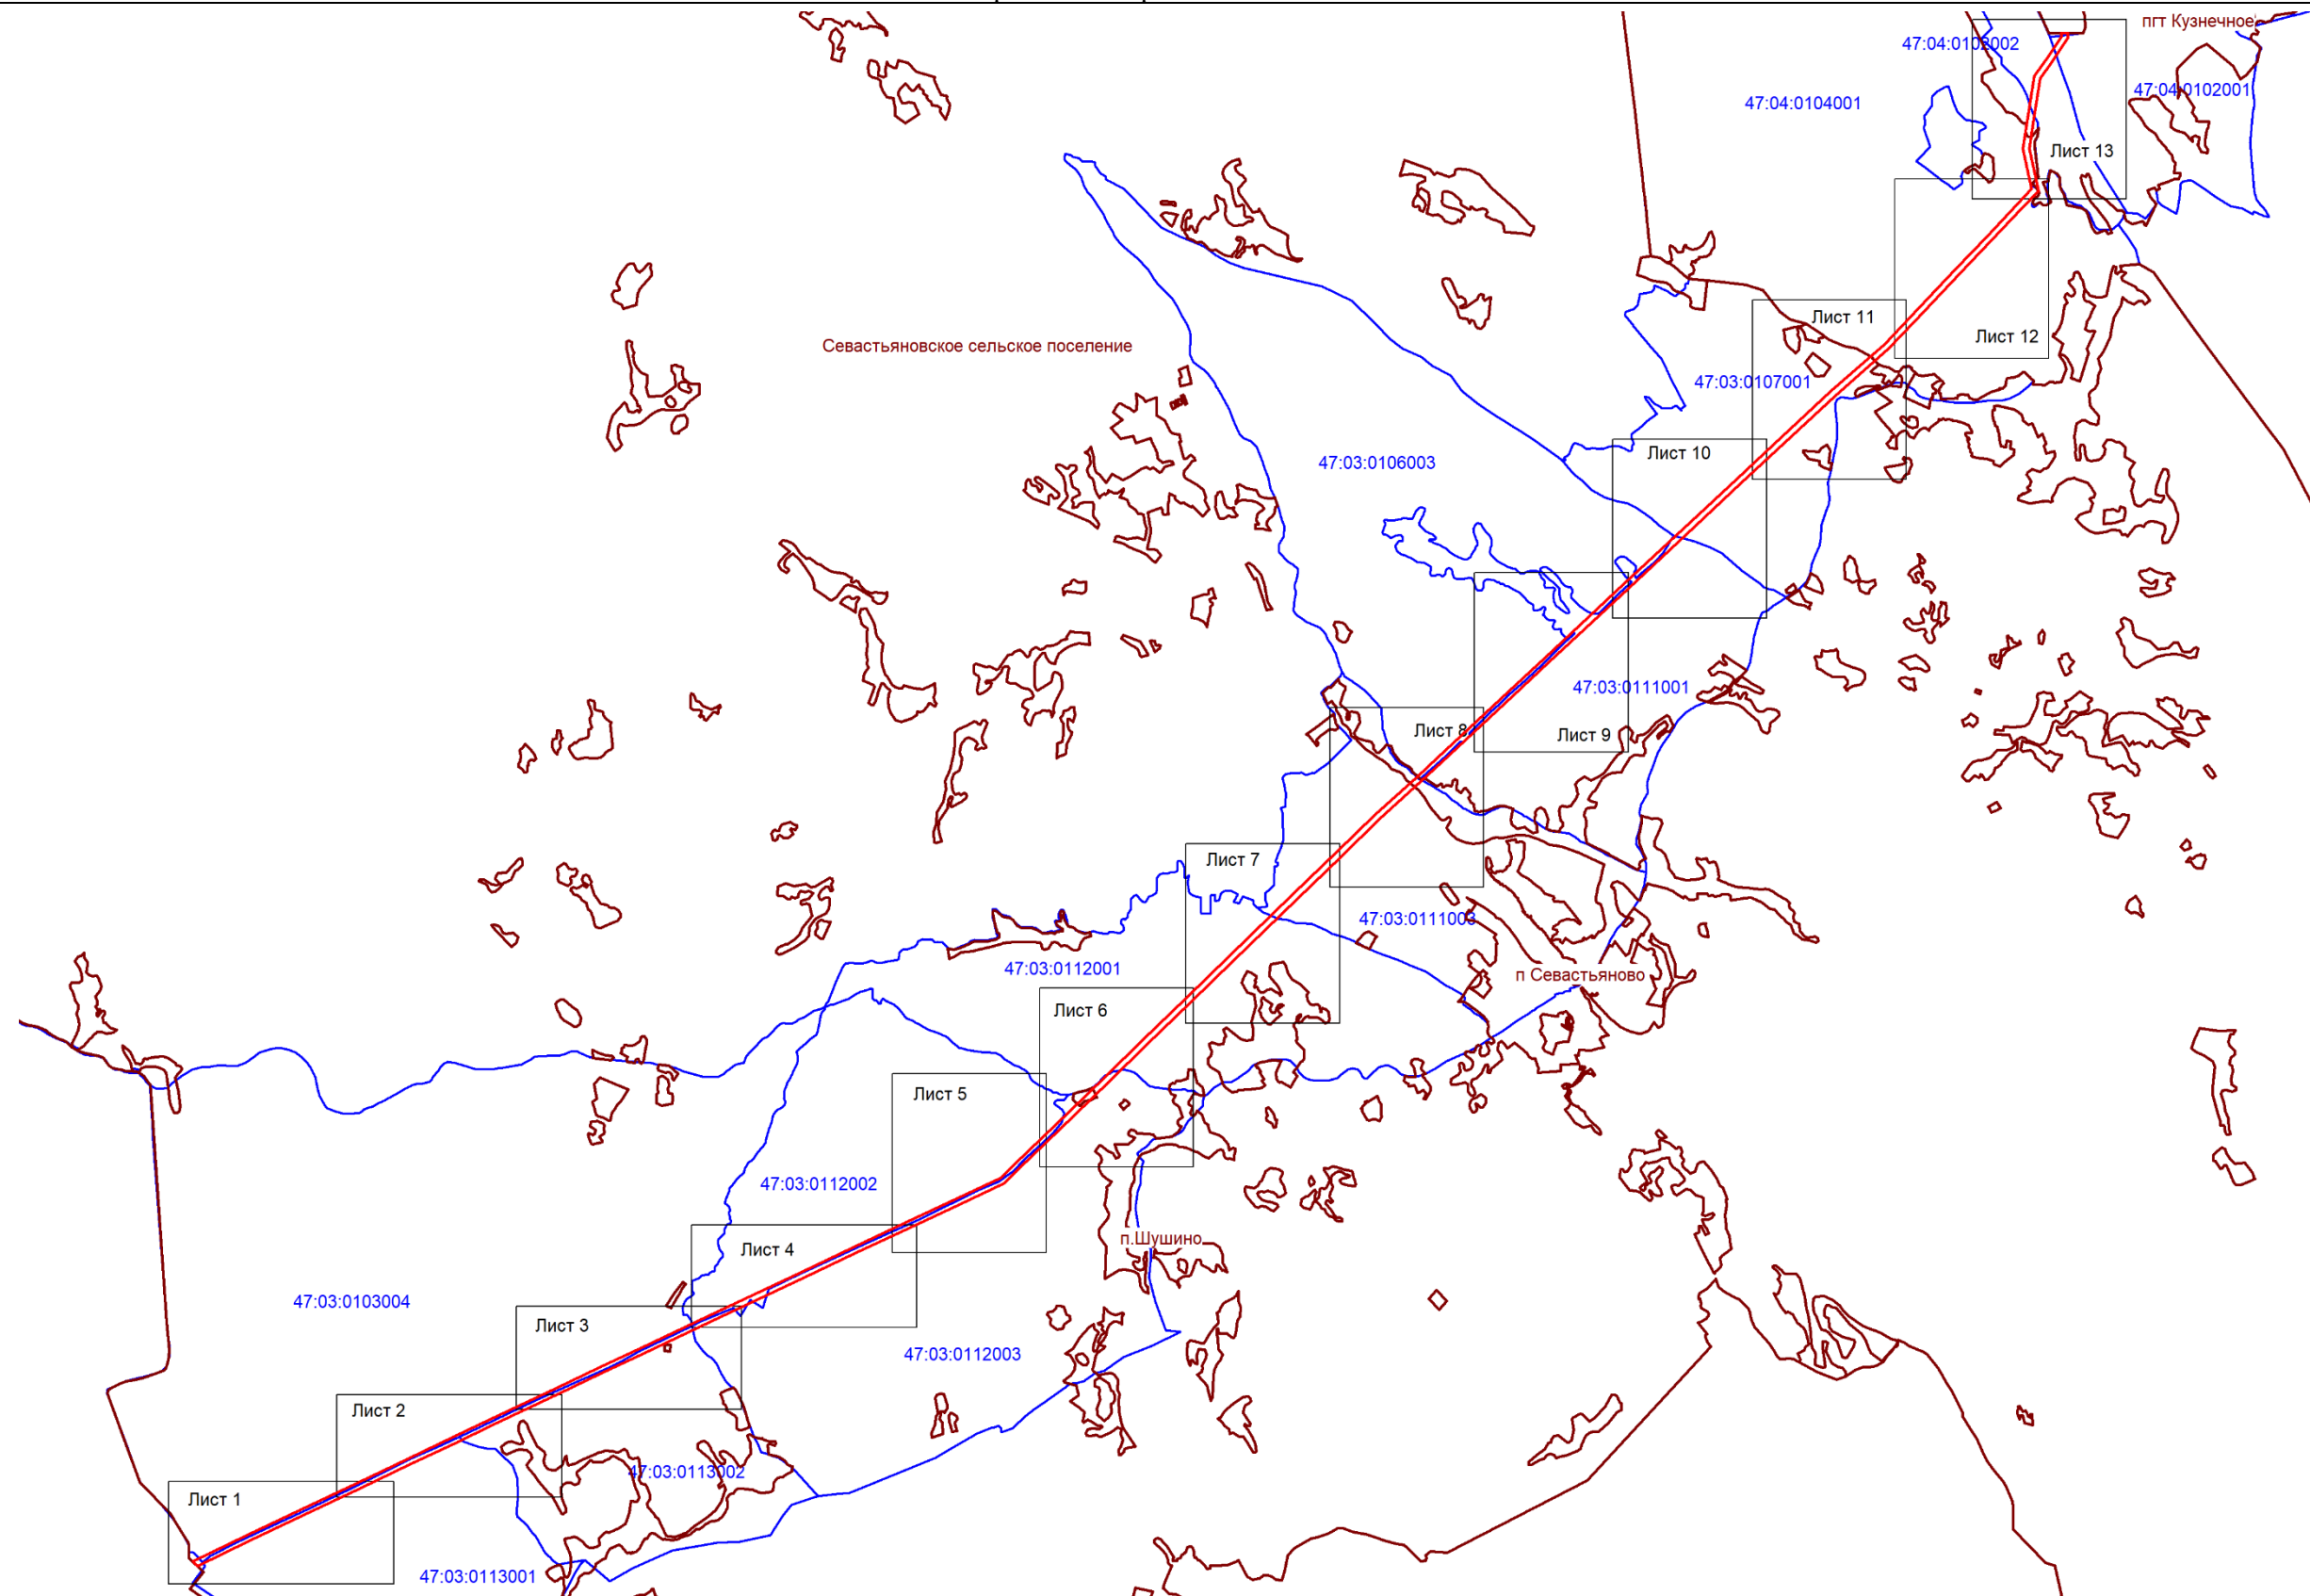 пгт Кузнечное
47:04:0102002
47:04:0102001
47:04:0104001
Лист 13
Лист 11
Лист 12
Севастьяновское сельское поселение
47:03:0107001
Лист 10
47:03:0106003
47:03:0111001
Лист 8
Лист 9
Лист 7
47:03:0111003
47:03:0112001
п Севастьяново
Лист 6
Лист 5
47:03:0112002
п.Шушино
Лист 4
47:03:0103004
Лист 3
47:03:0112003
Лист 2
47:03:0113002
Лист 1
47:03:0113001